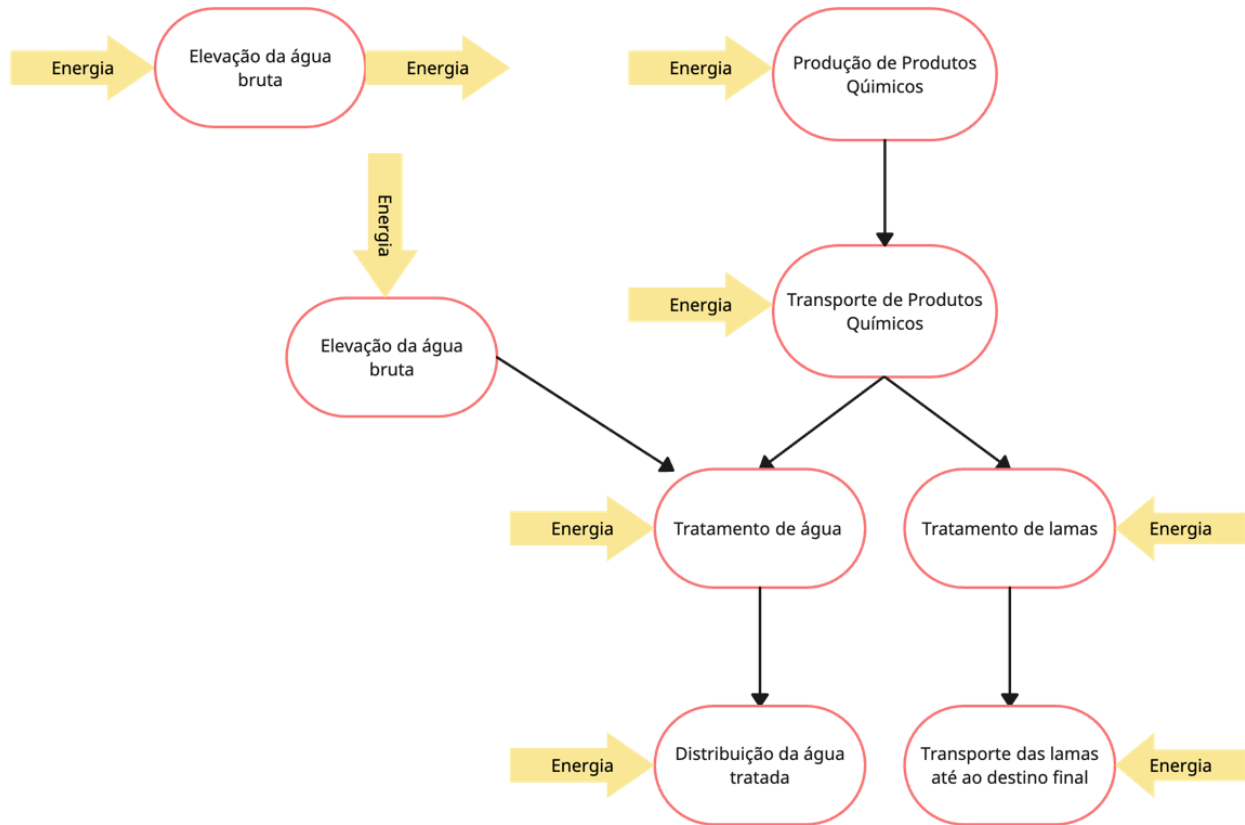 Energia
Elevação da água
bruta
Energia
Energia
Produção de Produtos
Qúimicos
Energia
Energia
Transporte de Produtos
Químicos
Elevação da água
bruta
Energia
Tratamento de água
Tratamento de lamas
Energia
Energia
Distribuição da água
tratada
Transporte das lamas
até ao destino final
Energia